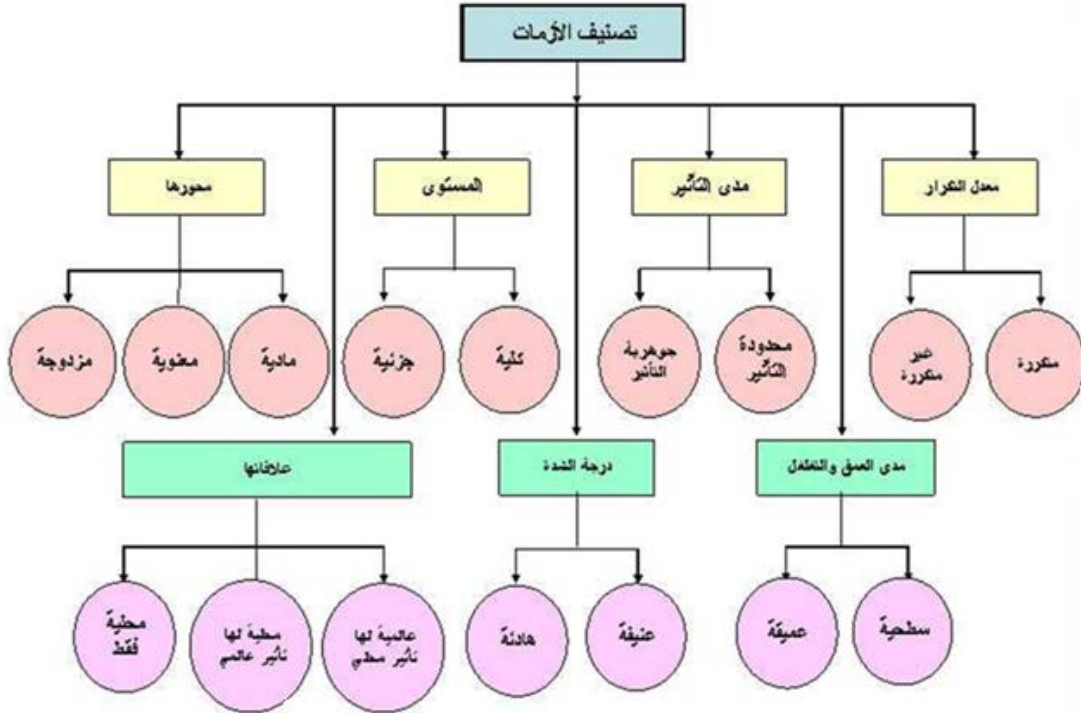 تصنيف الأزمات
معدل التكرار
مدى التأثير
المستوى
محورها
متكررة
غير
متكررة
محدودة
التأثير
جوهرية
التأثير
كلية
جزئية
مادية
معنوية
مزدوجة
مدى العمق والتغلغل
درجة الشدة
علاقاتها
سطحية
عميقة
عنيفة
هادئة
عالمية لها
تأثير محلي
محلية لها
تأثير عالمي
محلية
فقط